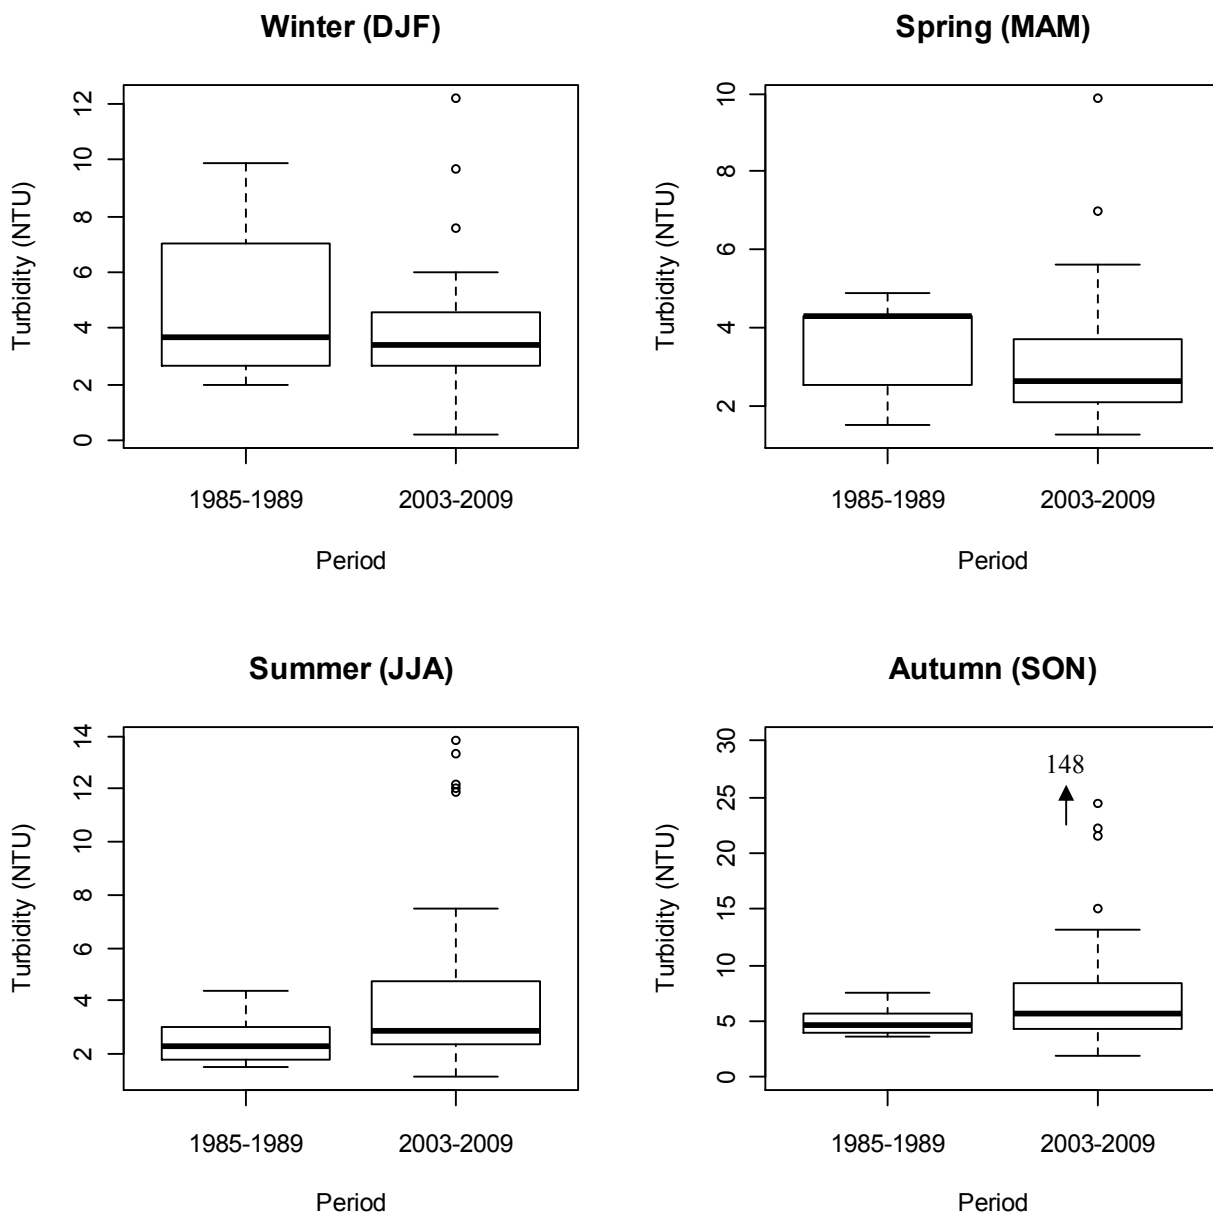 Winter (DJF)
Turbidity (NTU)
12
10
8
6
4
2
0
1985-1989 2003-2009
Period
Spring (MAM)
Turbidity (NTU)
10
8
6
4
2
1985-1989 2003-2009
Period
Summer (JJA)
Turbidity (NTU)
14
12
10
8
6
4
2
1985-1989 2003-2009
Period
Autumn (SON)
Turbidity (NTU)
30
25
20
15
10
5
0
148
1985-1989 2003-2009
Period